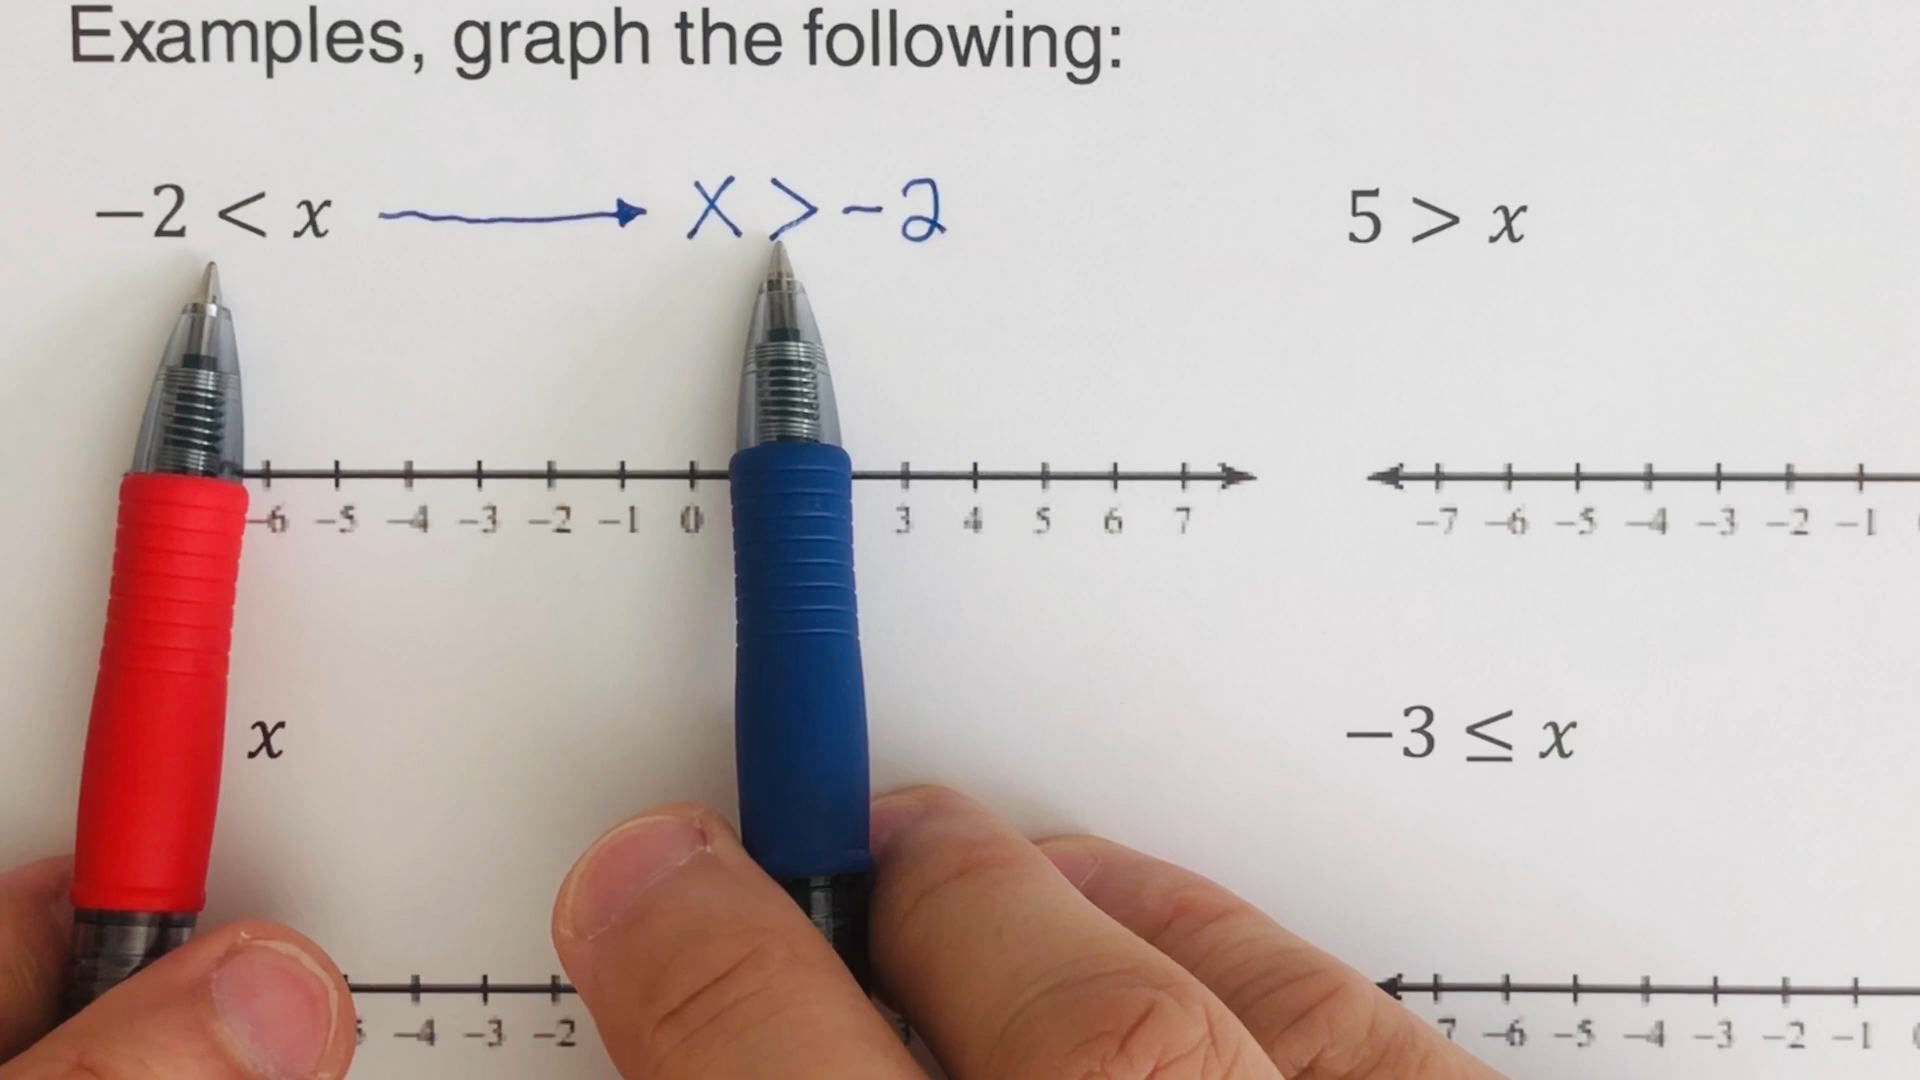 Examples, graph the following:
−2 < x → X > -2
5 > x
−6 −5 −4 −3 −2 −1 0 3 4 5 6 7
−7 −6 −5 −4 −3 −2 −1
x
−3 ≤ x
−4 −3 −2
7 −6 −5 −4 −3 −2 −1